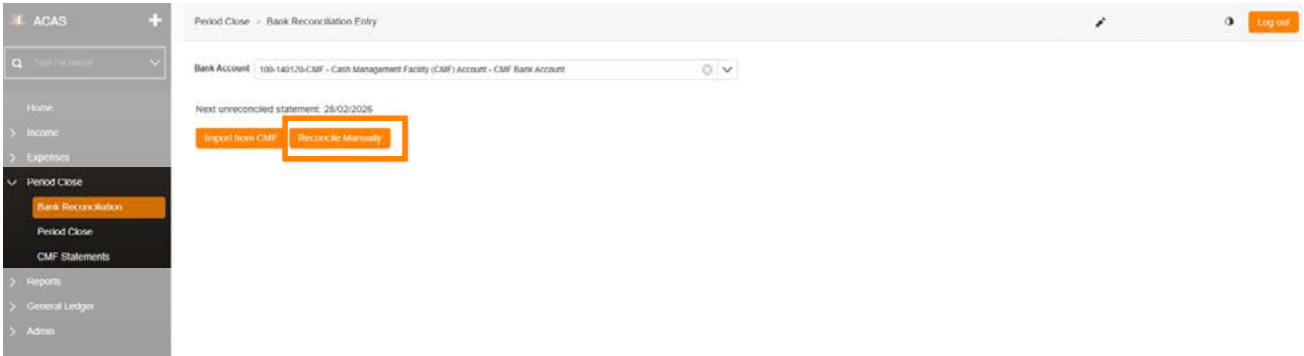 ACAS
Type I'm search
Home
Income
Expenses
Period Close
Bank Reconciliation
Period Close
CMF Statements
Reports
General Ledger
Admin
Period Close > Bank Reconciliation Entry
Log out
Bank Account 100-140120-CMF - Cash Management Facility (CMF) Account - CMF Bank Account
Next unreconciled statement: 28/02/2026
Import from CMF Reconcile Manually